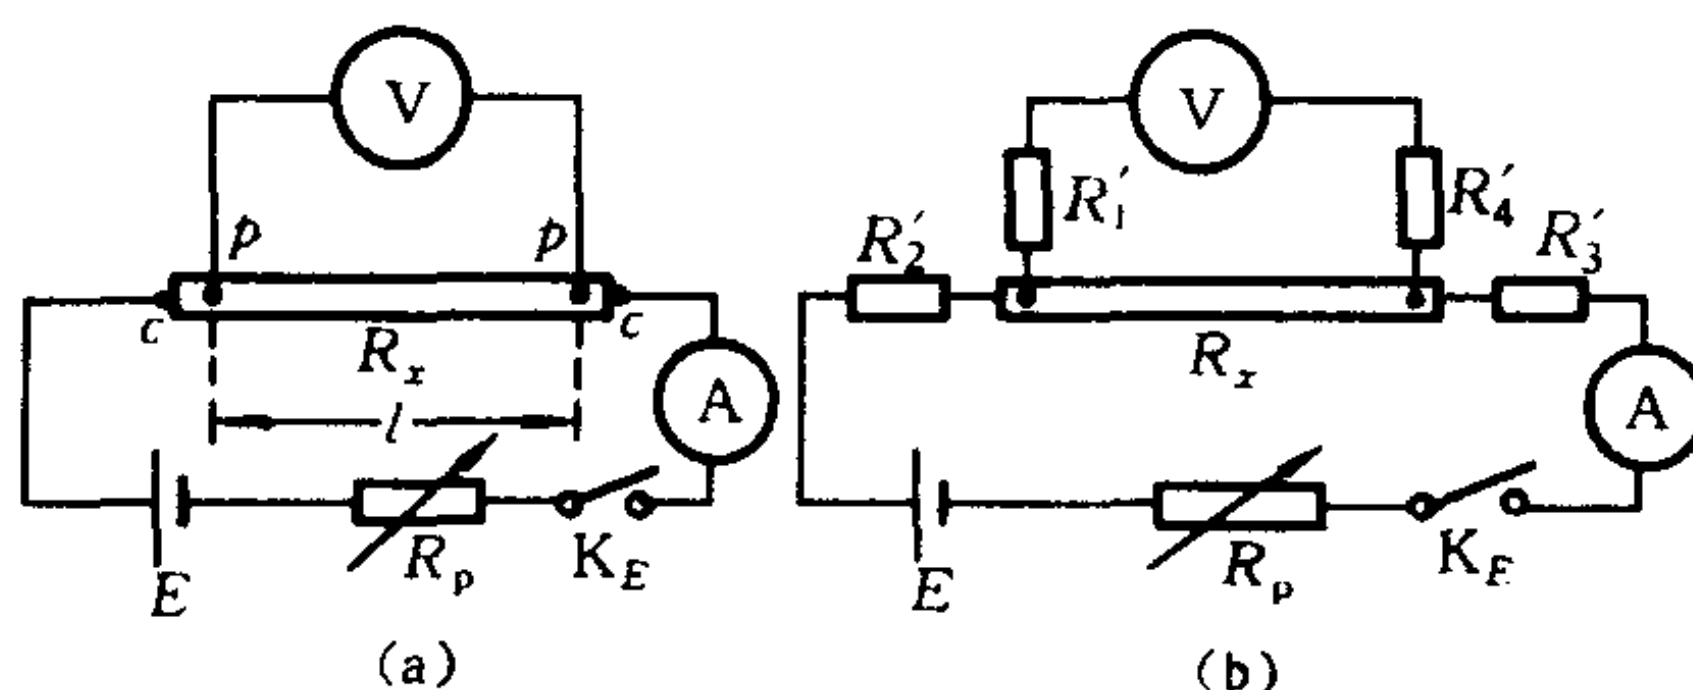 V
p p
c R_x c
l
A
E R_p K_E
(a)
V
R′_1 R′_4
R′_2 R′_3
R_x
A
E R_p K_E
(b)